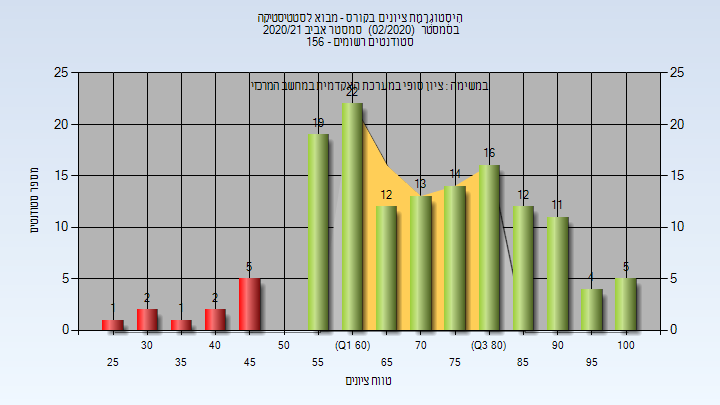 היסטוגרמת ציונים בקורס - מבוא לסטטיסטיקה
בסמסטר (02/2020) סמסטר אביב 2020/21
סטודנטים רשומים - 156
במשימה : ציון סופי במערכת האקדמית במחשב המרכזי
25 25
20 20
15 15
10 10
5 5
0 0
מספר סטודנטים
1 2 1 2 5 19 22 12 13 14 16 12 11 4 5
30 40 50 (Q1 60) 70 (Q3 80) 90 100
25 35 45 55 65 75 85 95
טווח ציונים